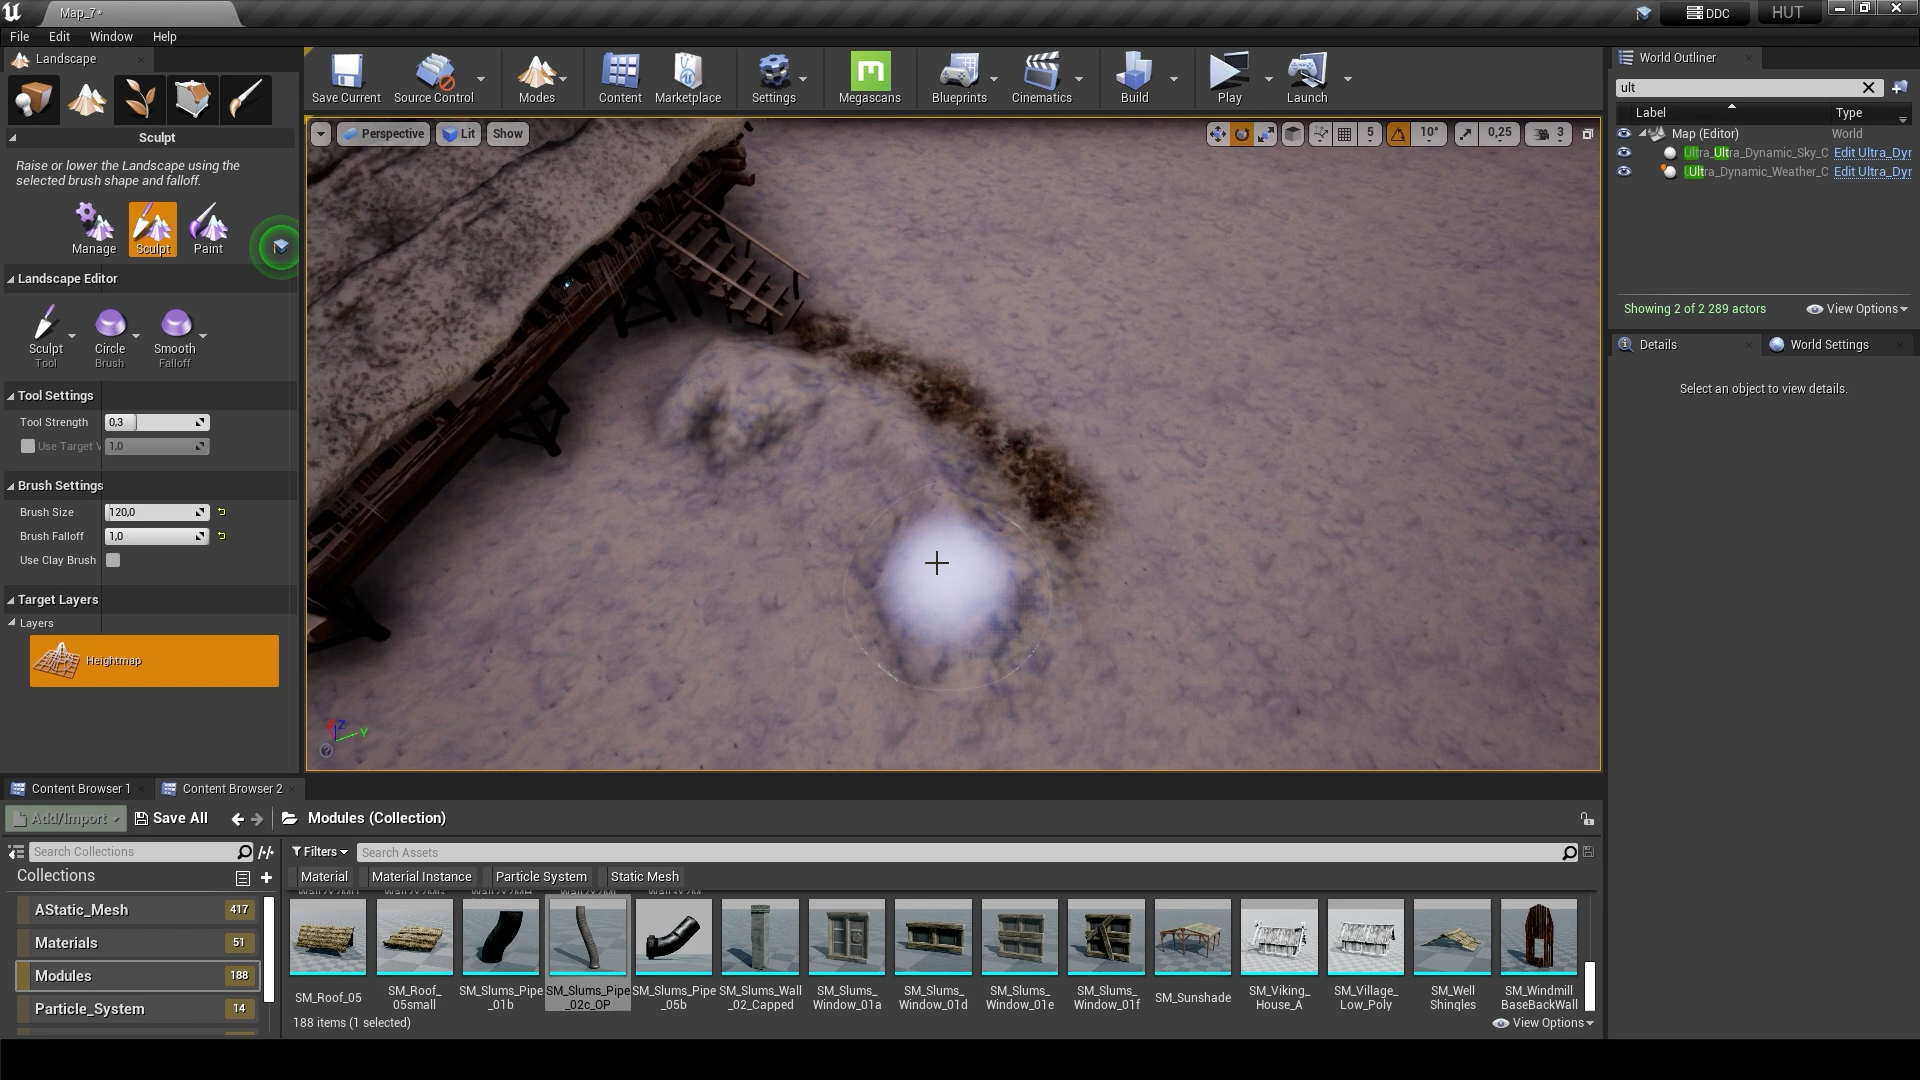 Map_7*
DDC
HUT
File Edit Window Help
Landscape
Sculpt
Raise or lower the Landscape using the
selected brush shape and falloff.
Manage Sculpt Paint
Landscape Editor
Sculpt Circle Smooth
Tool Brush Falloff
Tool Settings
Tool Strength 0,3
Use Target V 1,0
Brush Settings
Brush Size 120,0
Brush Falloff 1,0
Use Clay Brush
Target Layers
Layers
Heightmap
Save Current Source Control Modes Content Marketplace Settings Megascans Blueprints Cinematics Build Play Launch
Perspective Lit Show
5 10° 0,25 3
Z
Y
World Outliner
ult
Label Type
Map (Editor) World
Ultra_Ultra_Dynamic_Sky_C Edit Ultra_Dyr
Ultra_Dynamic_Weather_C Edit Ultra_Dyr
Showing 2 of 2 289 actors View Options
Details World Settings
Select an object to view details.
Content Browser 1 Content Browser 2
Add/Import Save All Modules (Collection)
Search Collections
Filters Search Assets
Collections
Material Material Instance Particle System Static Mesh
AStatic_Mesh 417
Materials 51
Modules 188
Particle_System 14
SM_Roof_05
SM_Roof_
05small
SM_Slums_Pipe
_01b
SM_Slums_Pipe
_02c_OP
SM_Slums_Pipe
_05b
SM_Slums_Wall
_02_Capped
SM_Slums_
Window_01a
SM_Slums_
Window_01d
SM_Slums_
Window_01e
SM_Slums_
Window_01f
SM_Sunshade
SM_Viking_
House_A
SM_Village_
Low_Poly
SM_Well
Shingles
SM_Windmill
BaseBackWall
188 items (1 selected) View Options